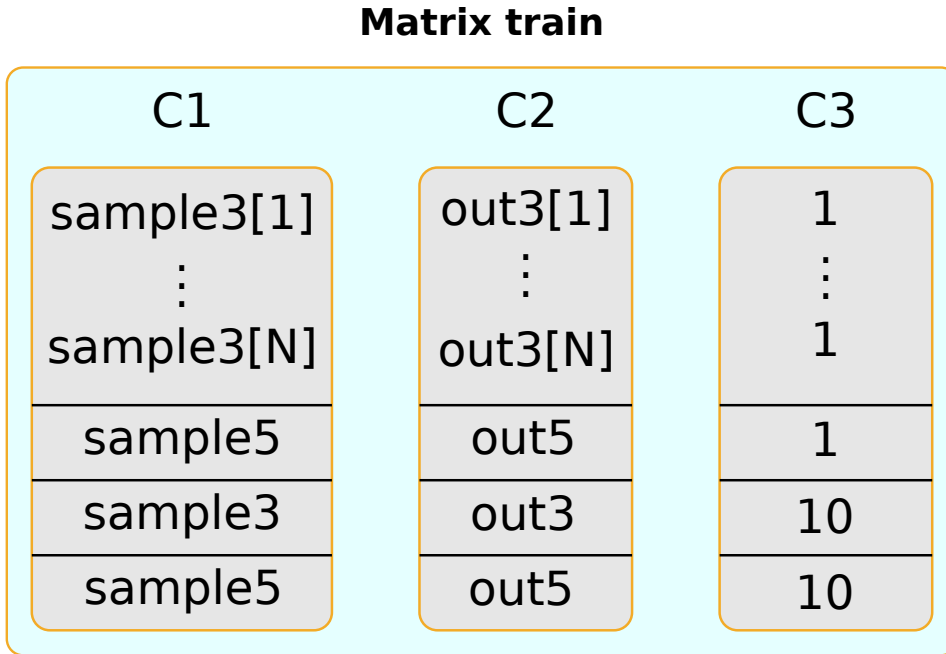 Matrix train
C1 C2 C3
sample3[1] out3[1] 1
⋮ ⋮ ⋮
sample3[N] out3[N] 1
sample5 out5 1
sample3 out3 10
sample5 out5 10